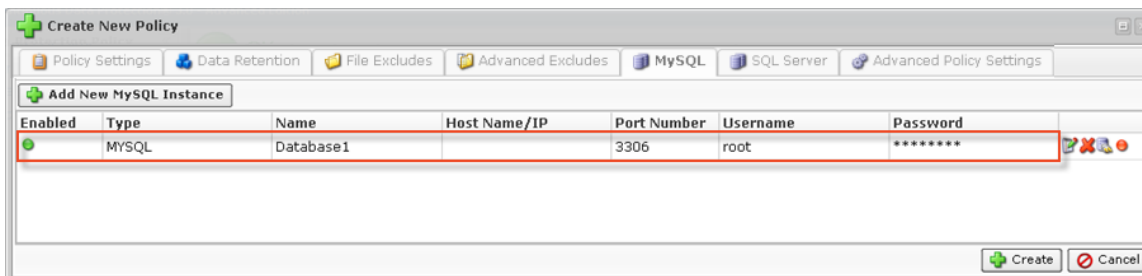 Create New Policy
Policy Settings Data Retention File Excludes Advanced Excludes MySQL SQL Server Advanced Policy Settings
Add New MySQL Instance
Enabled Type Name Host Name/IP Port Number Username Password
MYSQL Database1 3306 root ********
Create Cancel